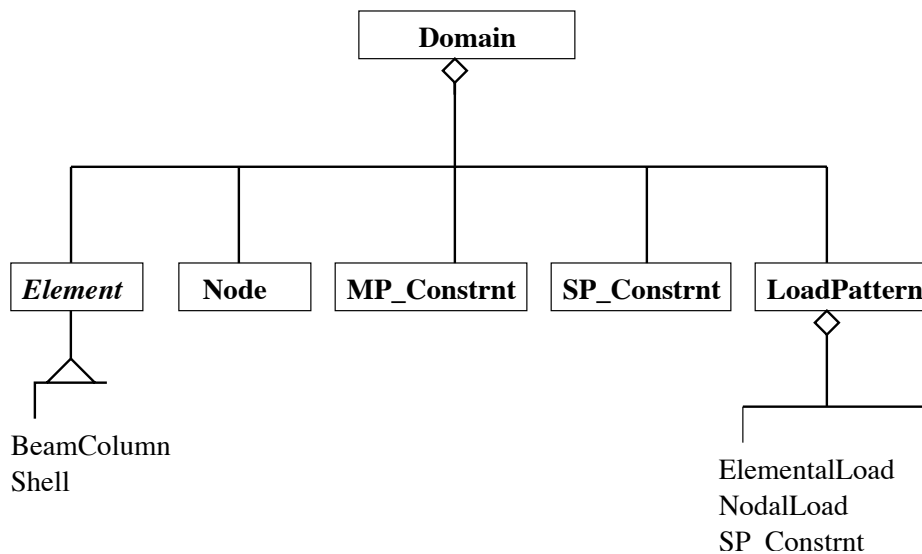 Domain
Element
Node
MP_Constrnt
SP_Constrnt
LoadPattern
BeamColumn
Shell
ElementalLoad
NodalLoad
SP_Constrnt